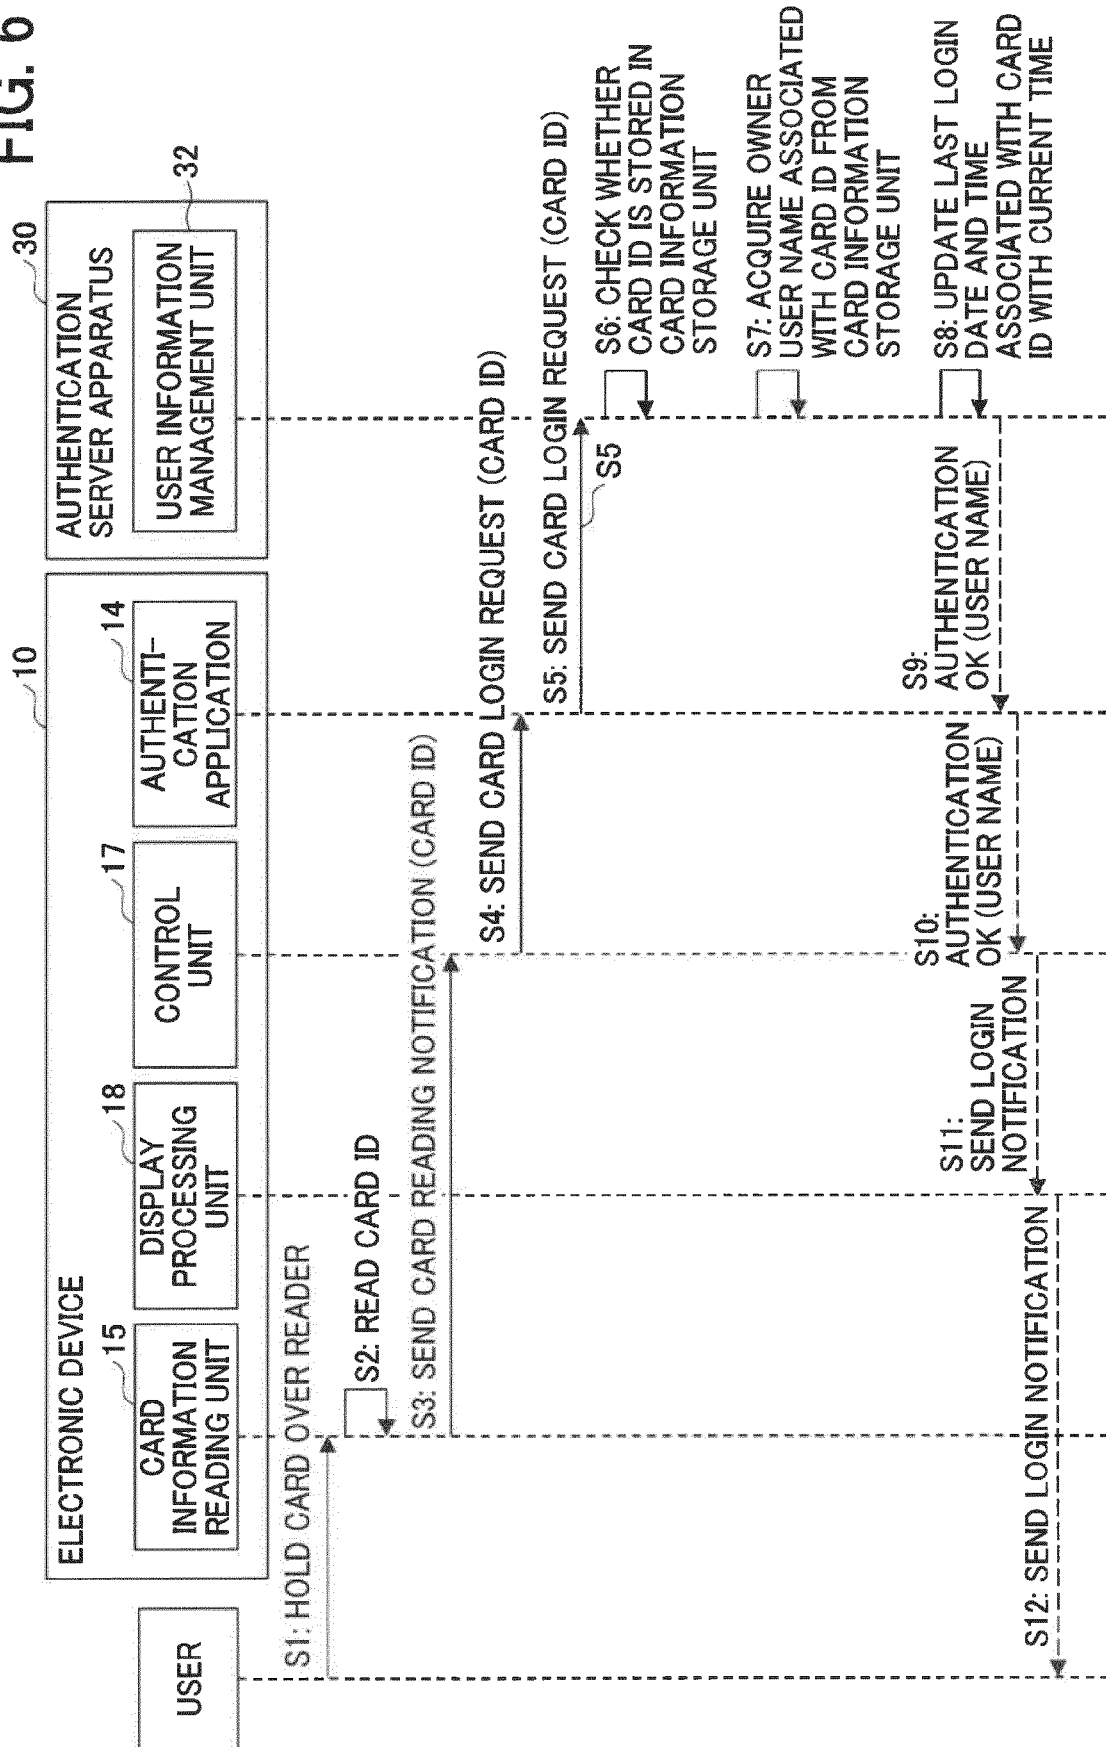 FIG. 6
USER
ELECTRONIC DEVICE
10
CARD
INFORMATION
READING UNIT
15
DISPLAY
PROCESSING
UNIT
18
CONTROL
UNIT
17
AUTHENTI-
CATION
APPLICATION
14
AUTHENTICATION
SERVER APPARATUS
30
USER INFORMATION
MANAGEMENT UNIT
32
S1: HOLD CARD OVER READER
S2: READ CARD ID
S3: SEND CARD READING NOTIFICATION (CARD ID)
S4: SEND CARD LOGIN REQUEST (CARD ID)
S5: SEND CARD LOGIN REQUEST (CARD ID)
S5
S6: CHECK WHETHER
CARD ID IS STORED IN
CARD INFORMATION
STORAGE UNIT
S7: ACQUIRE OWNER
USER NAME ASSOCIATED
WITH CARD ID FROM
CARD INFORMATION
STORAGE UNIT
S8: UPDATE LAST LOGIN
DATE AND TIME
ASSOCIATED WITH CARD
ID WITH CURRENT TIME
S9:
AUTHENTICATION
OK (USER NAME)
S10:
AUTHENTICATION
OK (USER NAME)
S11:
SEND LOGIN
NOTIFICATION
S12: SEND LOGIN NOTIFICATION